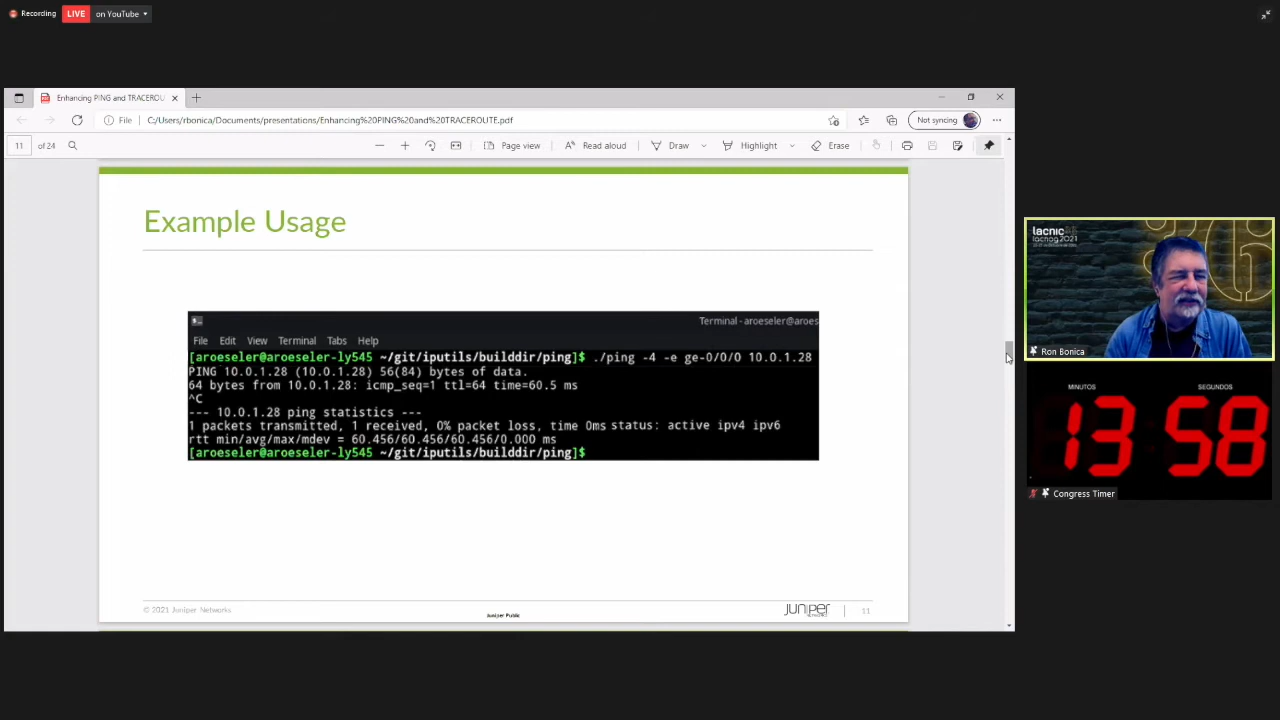 Recording LIVE on YouTube
Enhancing PING and TRACEROU
File C:/Users/rbonica/Documents/presentations/Enhancing%20PING%20and%20TRACEROUTE.pdf Not syncing
11 of 24 Page view Read aloud Draw Highlight Erase
Example Usage
Terminal - aroeseler@aroes
File Edit View Terminal Tabs Help
[aroeseler@aroeseler-ly545 ~/git/iputils/builddir/ping]$ ./ping -4 -e ge-0/0/0 10.0.1.28
PING 10.0.1.28 (10.0.1.28) 56(84) bytes of data.
64 bytes from 10.0.1.28: icmp_seq=1 ttl=64 time=60.5 ms
^C
--- 10.0.1.28 ping statistics ---
1 packets transmitted, 1 received, 0% packet loss, time 0ms status: active ipv4 ipv6
rtt min/avg/max/mdev = 60.456/60.456/60.456/0.000 ms
[aroeseler@aroeseler-ly545 ~/git/iputils/builddir/ping]$
© 2021 Juniper Networks
Juniper Public
JUNIPER
NETWORKS
11
lacnic36
lacnog2021
Ron Bonica
MINUTOS SEGUNDOS
13 58
Congress Timer